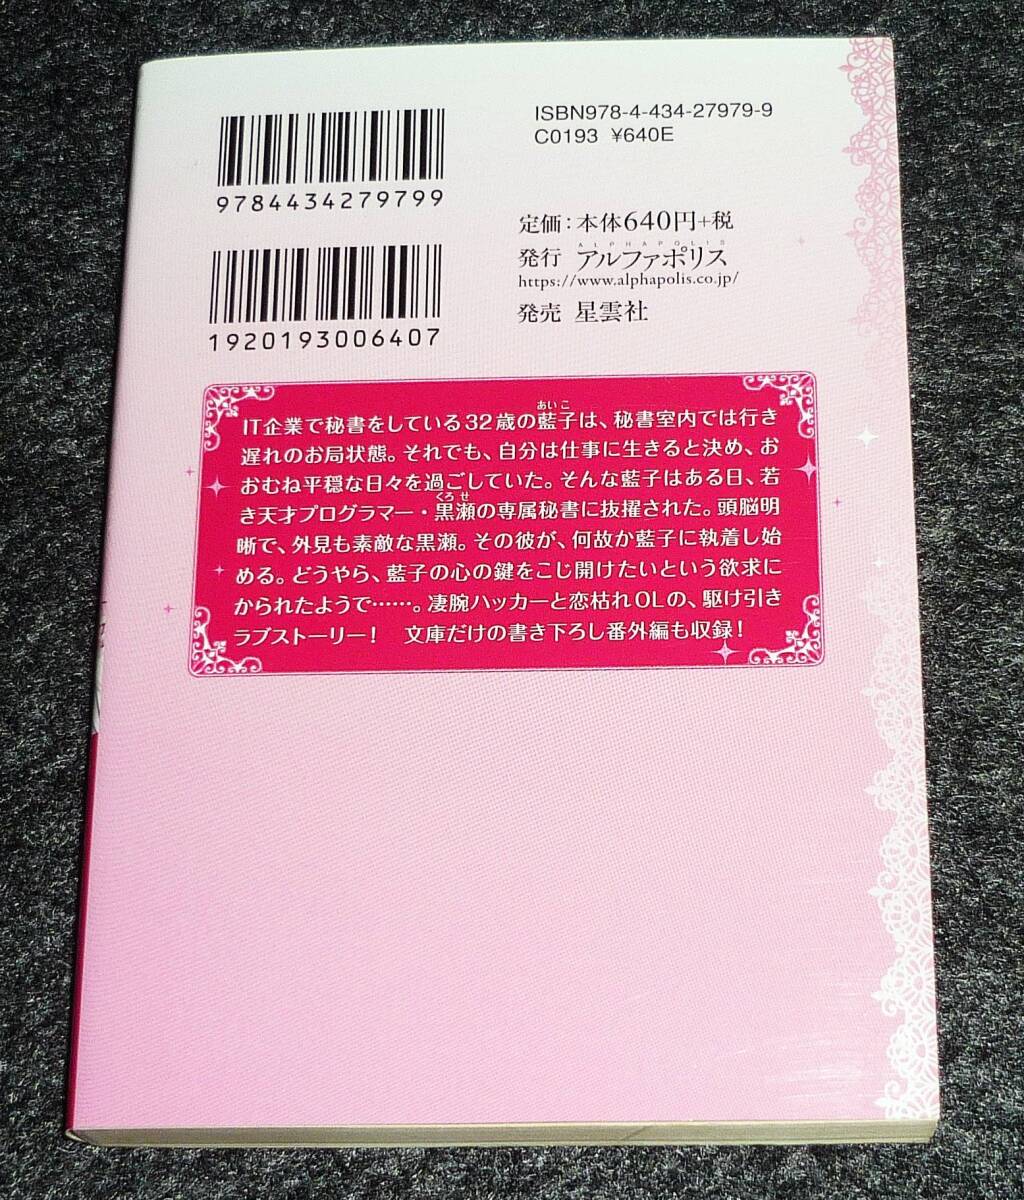 ISBN978-4-434-27979-9
C0193 ¥640E
9784434279799
定価：本体640円+税
ALPHAPOLIS
発行 アルファポリス
https://www.alphapolis.co.jp/
1920193006407
発売 星雲社
あいこ
IT企業で秘書をしている32歳の藍子は、秘書室内では行き
遅れのお局状態。それでも、自分は仕事に生きると決め、お
おむね平穏な日々を過ごしていた。そんな藍子はある日、若
くろせ
き天才プログラマー・黒瀬の専属秘書に抜擢された。頭脳明
晰で、外見も素敵な黒瀬。その彼が、何故か藍子に執着し始
める。どうやら、藍子の心の鍵をこじ開けたいという欲求に
かられたようで……。凄腕ハッカーと恋枯れOLの、駆け引き
ラブストーリー！ 文庫だけの書き下ろし番外編も収録！